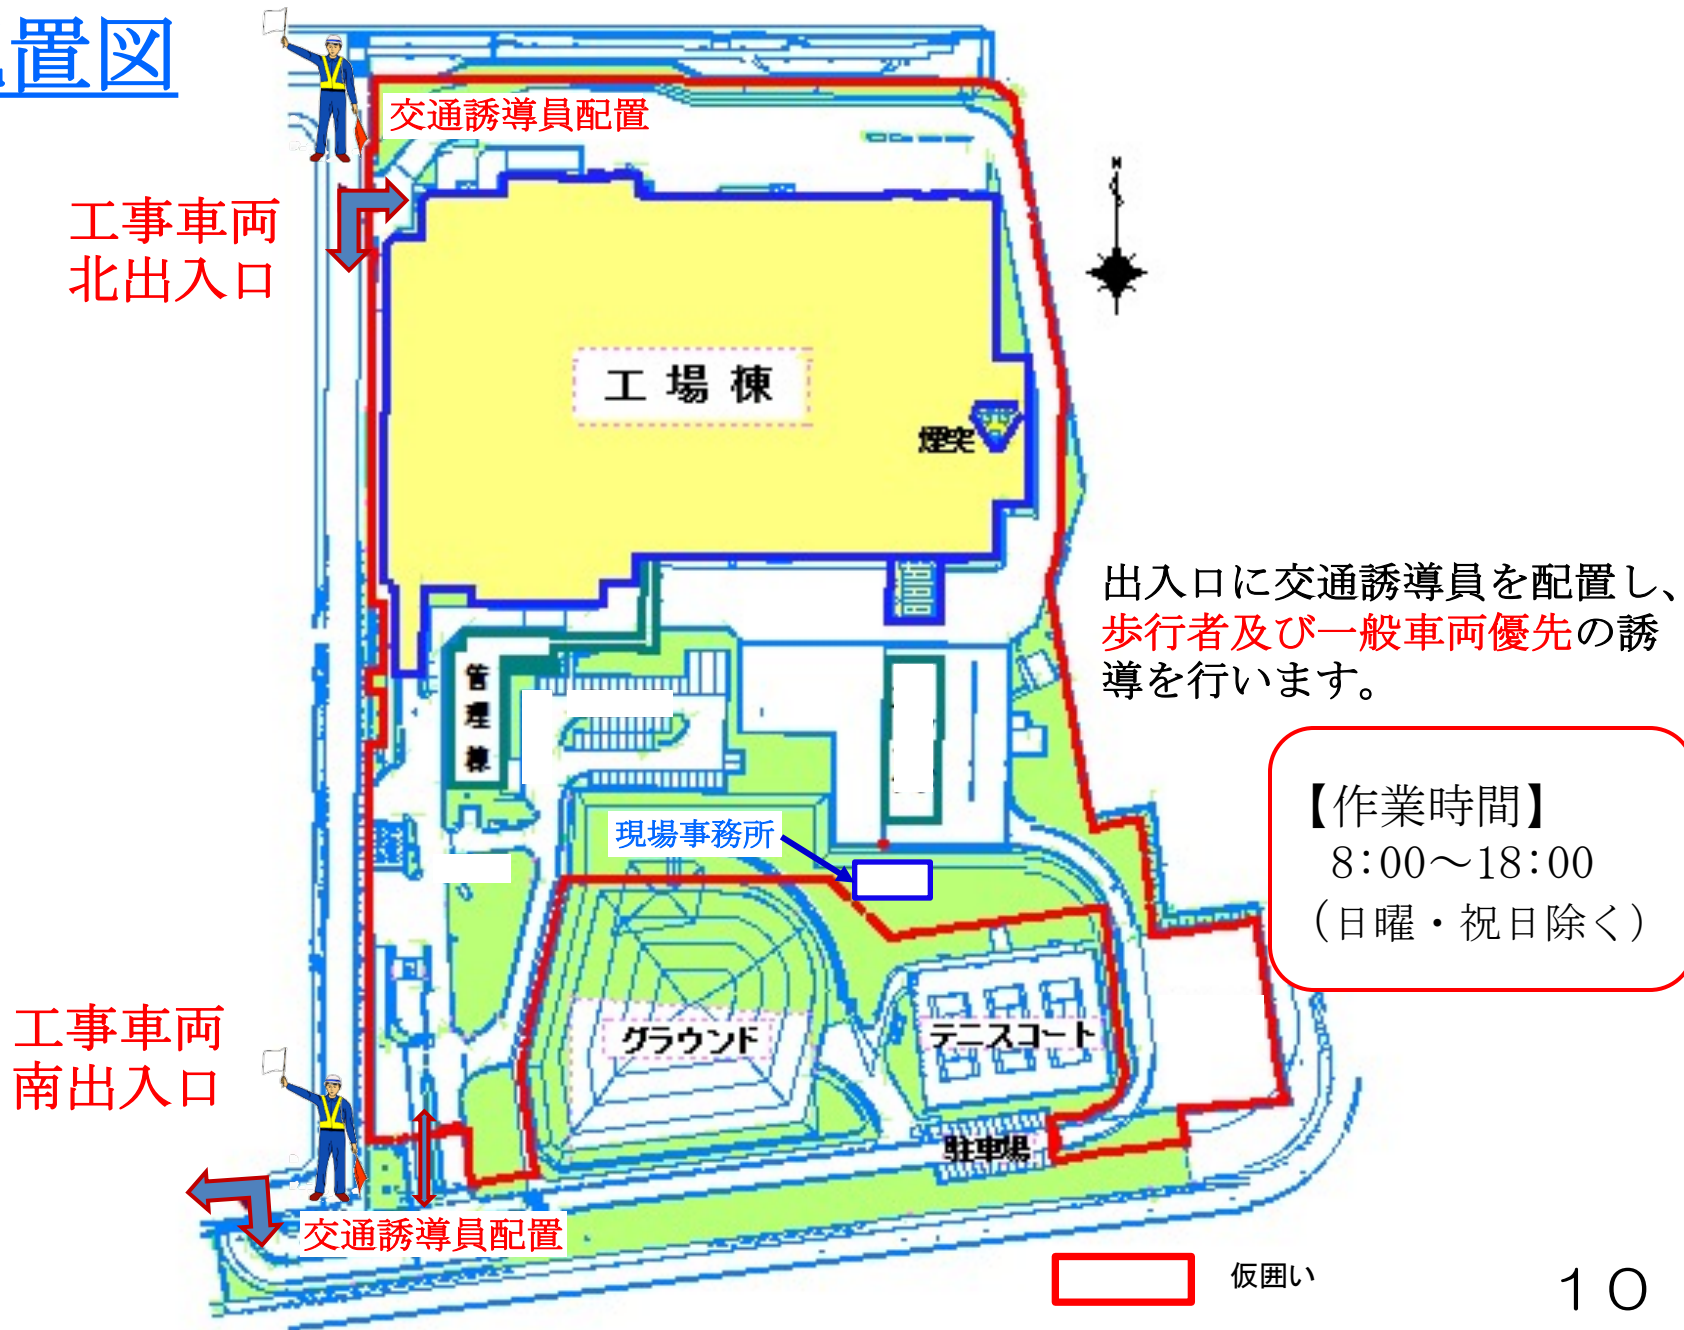 置図
交通誘導員配置
工事車両
北出入口
N
工場棟
煙突
出入口に交通誘導員を配置し、
歩行者及び一般車両優先の誘
導を行います。
管理棟
【作業時間】
8:00～18:00
（日曜・祝日除く）
現場事務所
グラウンド
テニスコート
工事車両
南出入口
駐車場
交通誘導員配置
仮囲い
１０